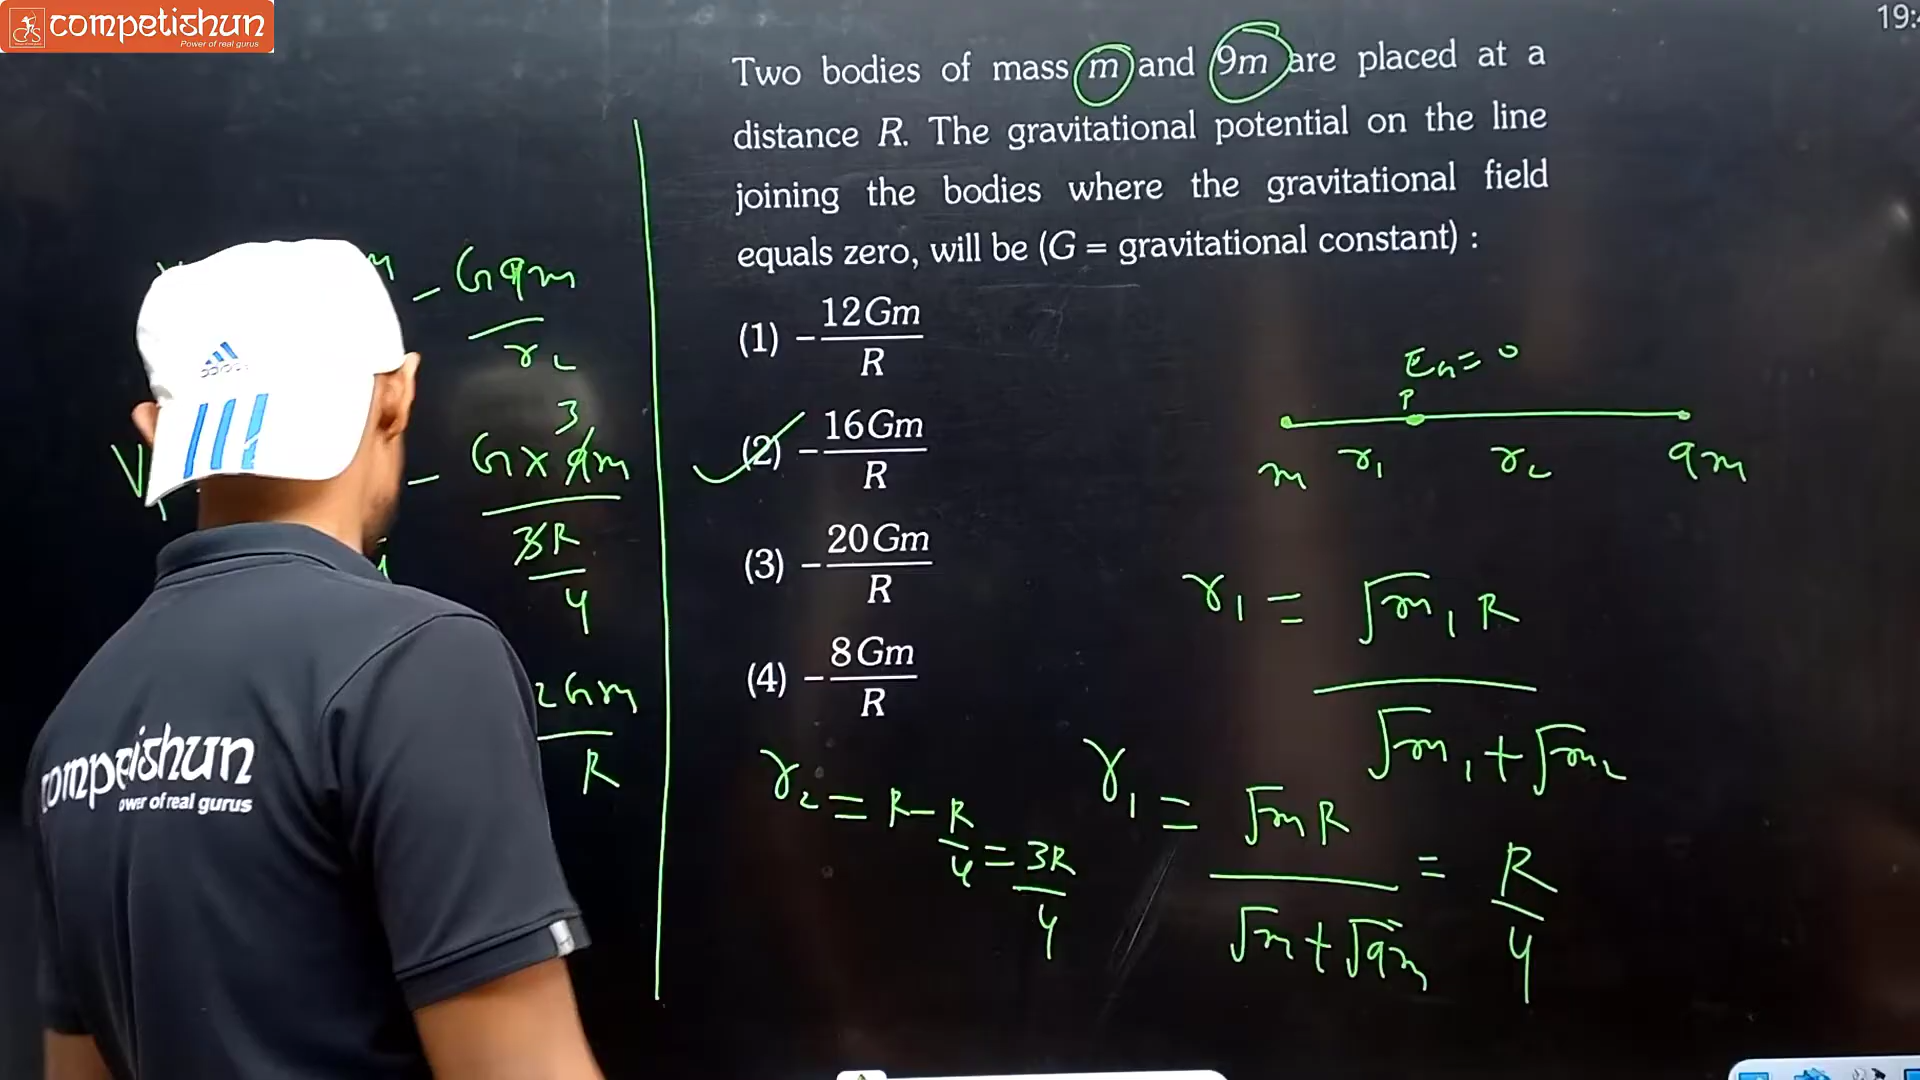 competishun
Power of real gurus
19:
Two bodies of mass m and 9m are placed at a
distance R. The gravitational potential on the line
joining the bodies where the gravitational field
equals zero, will be (G = gravitational constant) :
(1) - 12Gm / R
(2) - 16Gm / R
(3) - 20Gm / R
(4) - 8Gm / R
- G9m / r2
- G × 9m / 3R/4
3
2Gm / R
EG = 0
P
m r1 r2 9m
r1 = √m1 R / √m1 + √m2
r1 = √m R / √m + √9m = R/4
r2 = R - R/4 = 3R/4
competishun
ower of real gurus
adidas